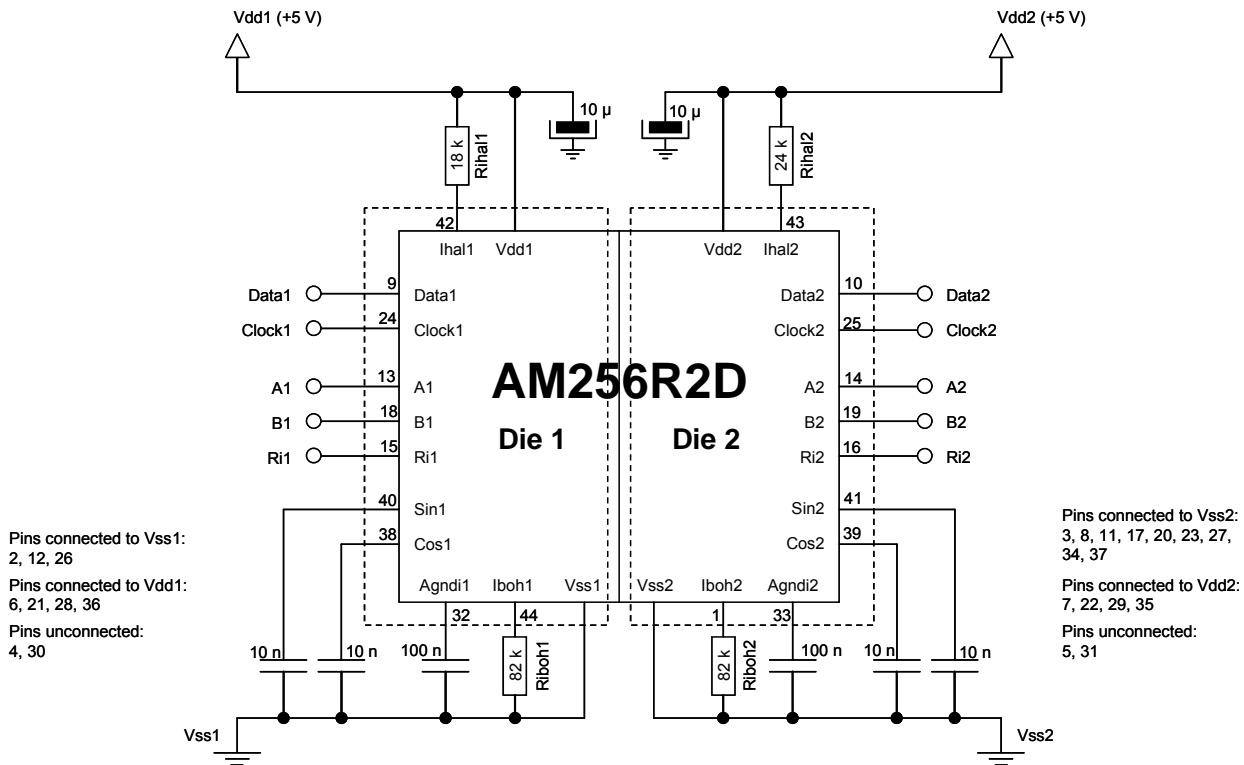 Vdd1 (+5 V)
Vdd2 (+5 V)
10 µ
10 µ
18 k
Rihal1
24 k
Rihal2
42
43
Ihal1
Vdd1
Vdd2
Ihal2
Data1
9
Data1
Data2
10
Data2
Clock1
24
Clock1
Clock2
25
Clock2
AM256R2D
A1
13
A1
A2
14
A2
B1
18
B1
B2
19
B2
Die 1
Die 2
Ri1
15
Ri1
Ri2
16
Ri2
40
Sin1
Sin2
41
38
Cos1
Cos2
39
Pins connected to Vss1:
2, 12, 26
Pins connected to Vdd1:
6, 21, 28, 36
Pins unconnected:
4, 30
Pins connected to Vss2:
3, 8, 11, 17, 20, 23, 27,
34, 37
Pins connected to Vdd2:
7, 22, 29, 35
Pins unconnected:
5, 31
Agndi1
Iboh1
Vss1
Vss2
Iboh2
Agndi2
32
44
1
33
10 n
10 n
100 n
82 k
Riboh1
82 k
Riboh2
100 n
10 n
10 n
Vss1
Vss2